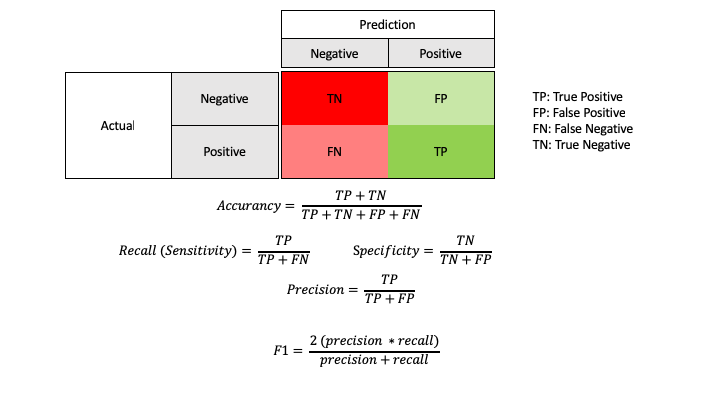 Prediction
Negative Positive
Actual
Negative TN FP
Positive FN TP
TP: True Positive
FP: False Positive
FN: False Negative
TN: True Negative
Accurancy = TP + TN / TP + TN + FP + FN
Recall (Sensitivity) = TP / TP + FN
Specificity = TN / TN + FP
Precision = TP / TP + FP
F1 = 2 (precision * recall) / precision + recall